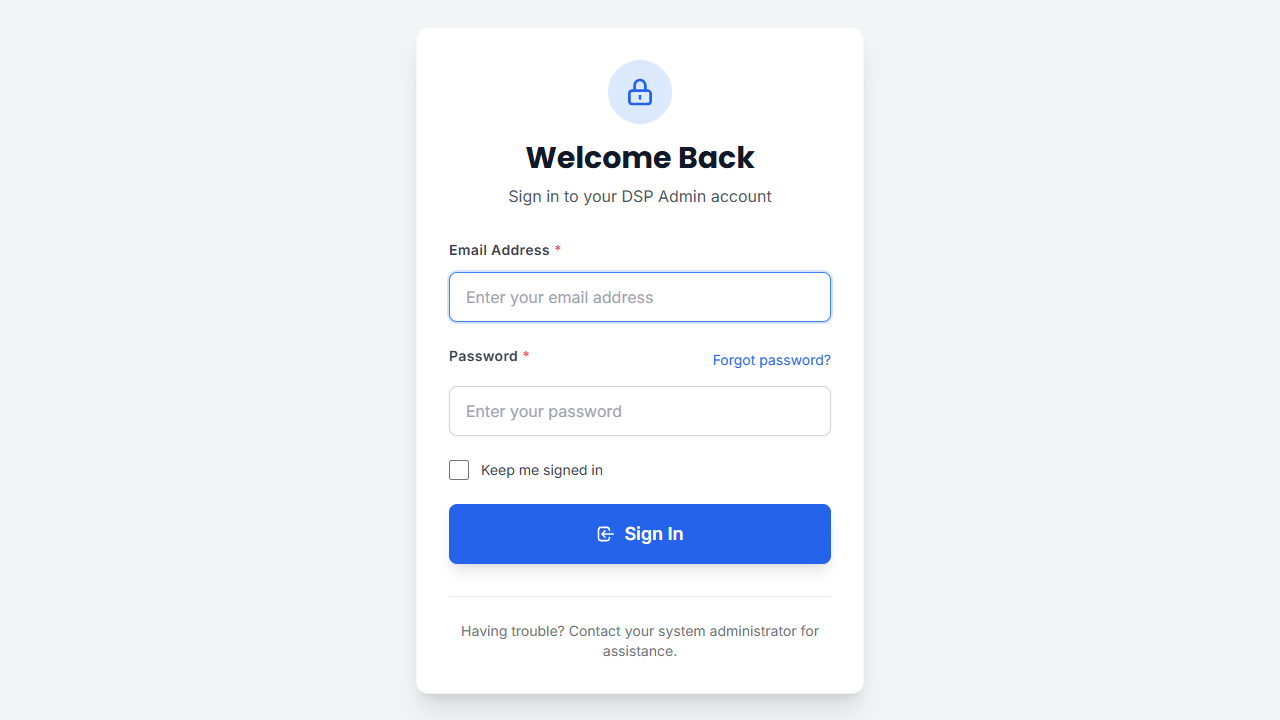 Welcome Back
Sign in to your DSP Admin account
Email Address *
Enter your email address
Password *
Forgot password?
Enter your password
Keep me signed in
Sign In
Having trouble? Contact your system administrator for
assistance.